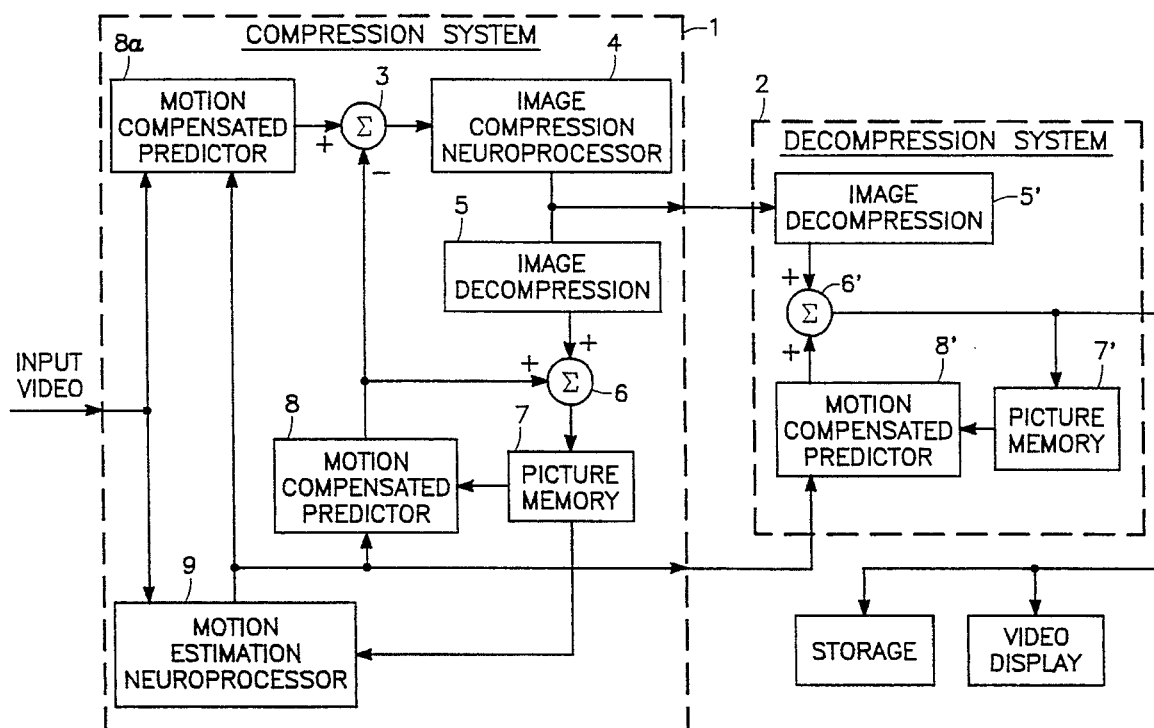 COMPRESSION SYSTEM
1
8a
MOTION
COMPENSATED
PREDICTOR
3
Σ
+
−
4
IMAGE
COMPRESSION
NEUROPROCESSOR
2
DECOMPRESSION SYSTEM
5
IMAGE
DECOMPRESSION
5'
IMAGE
DECOMPRESSION
+
6'
Σ
+
INPUT
VIDEO
+
+
Σ
6
8
MOTION
COMPENSATED
PREDICTOR
7
PICTURE
MEMORY
8'
MOTION
COMPENSATED
PREDICTOR
7'
PICTURE
MEMORY
9
MOTION
ESTIMATION
NEUROPROCESSOR
STORAGE
VIDEO
DISPLAY